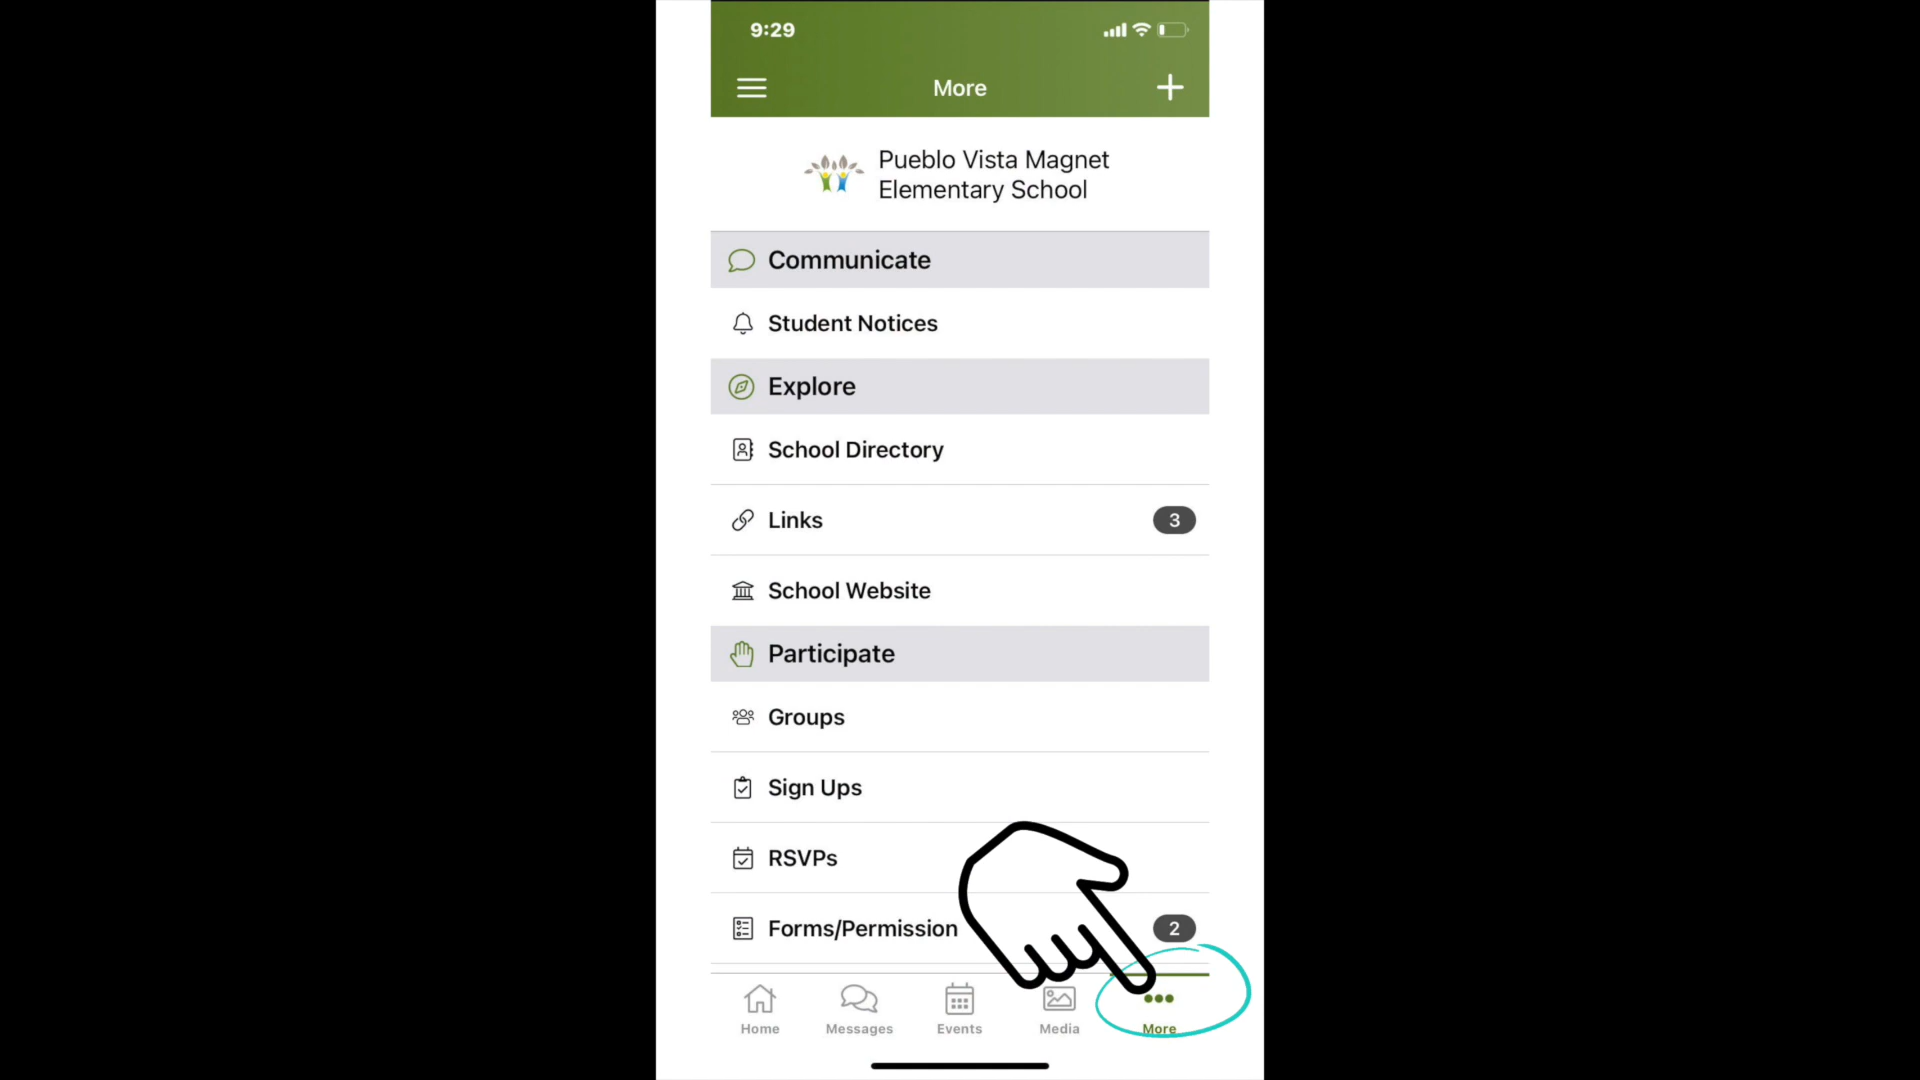 9:29
More
Pueblo Vista Magnet
Elementary School
Communicate
Student Notices
Explore
School Directory
Links 3
School Website
Participate
Groups
Sign Ups
RSVPs
Forms/Permission 2
Home Messages Events Media More